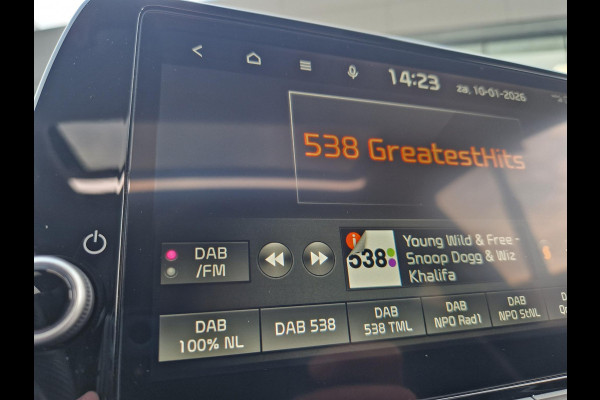 14:23
za, 10-01-2026
538 GreatestHits
DAB
/FM
538
Young Wild & Free -
Snoop Dogg & Wiz
Khalifa
DAB
100% NL
DAB 538
DAB
538 TML
DAB
NPO Rad1
DAB
NPO StNL